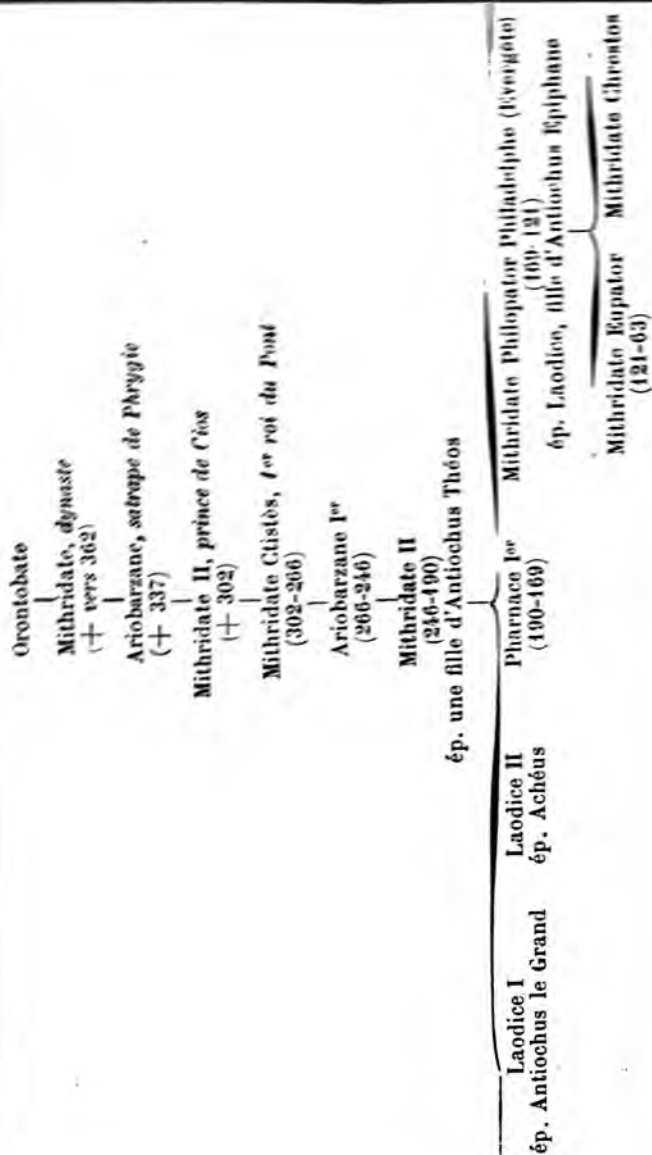 Orontobate
Mithridate, dynaste
(+ vers 362)
Ariobarzane, satrape de Phrygie
(+ 337)
Mithridate II, prince de Cios
(+ 302)
Mithridate Ctistès, 1er roi du Pont
(302-266)
Ariobarzane Ier
(266-246)
Mithridate II
(246-190)
ép. une fille d'Antiochus Théos
Laodice I
ép. Antiochus le Grand
Laodice II
ép. Achéus
Pharnace Ier
(190-169)
Mithridate Philopator Philadelphe (Evergète)
(169-121)
ép. Laodice, fille d'Antiochus Epiphane
Mithridate Eupator
(121-63)
Mithridate Chrestos